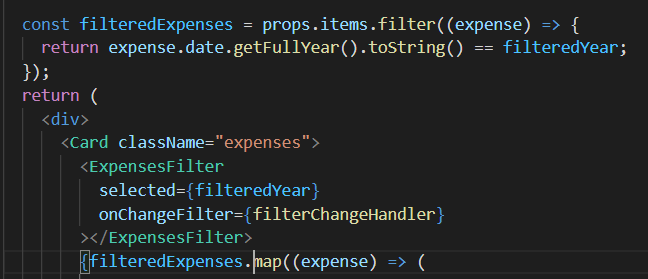 const filteredExpenses = props.items.filter((expense) => {
return expense.date.getFullYear().toString() == filteredYear;
});
return (
<div>
<Card className="expenses">
<ExpensesFilter
selected={filteredYear}
onChangeFilter={filterChangeHandler}
></ExpensesFilter>
{filteredExpenses.map((expense) => (